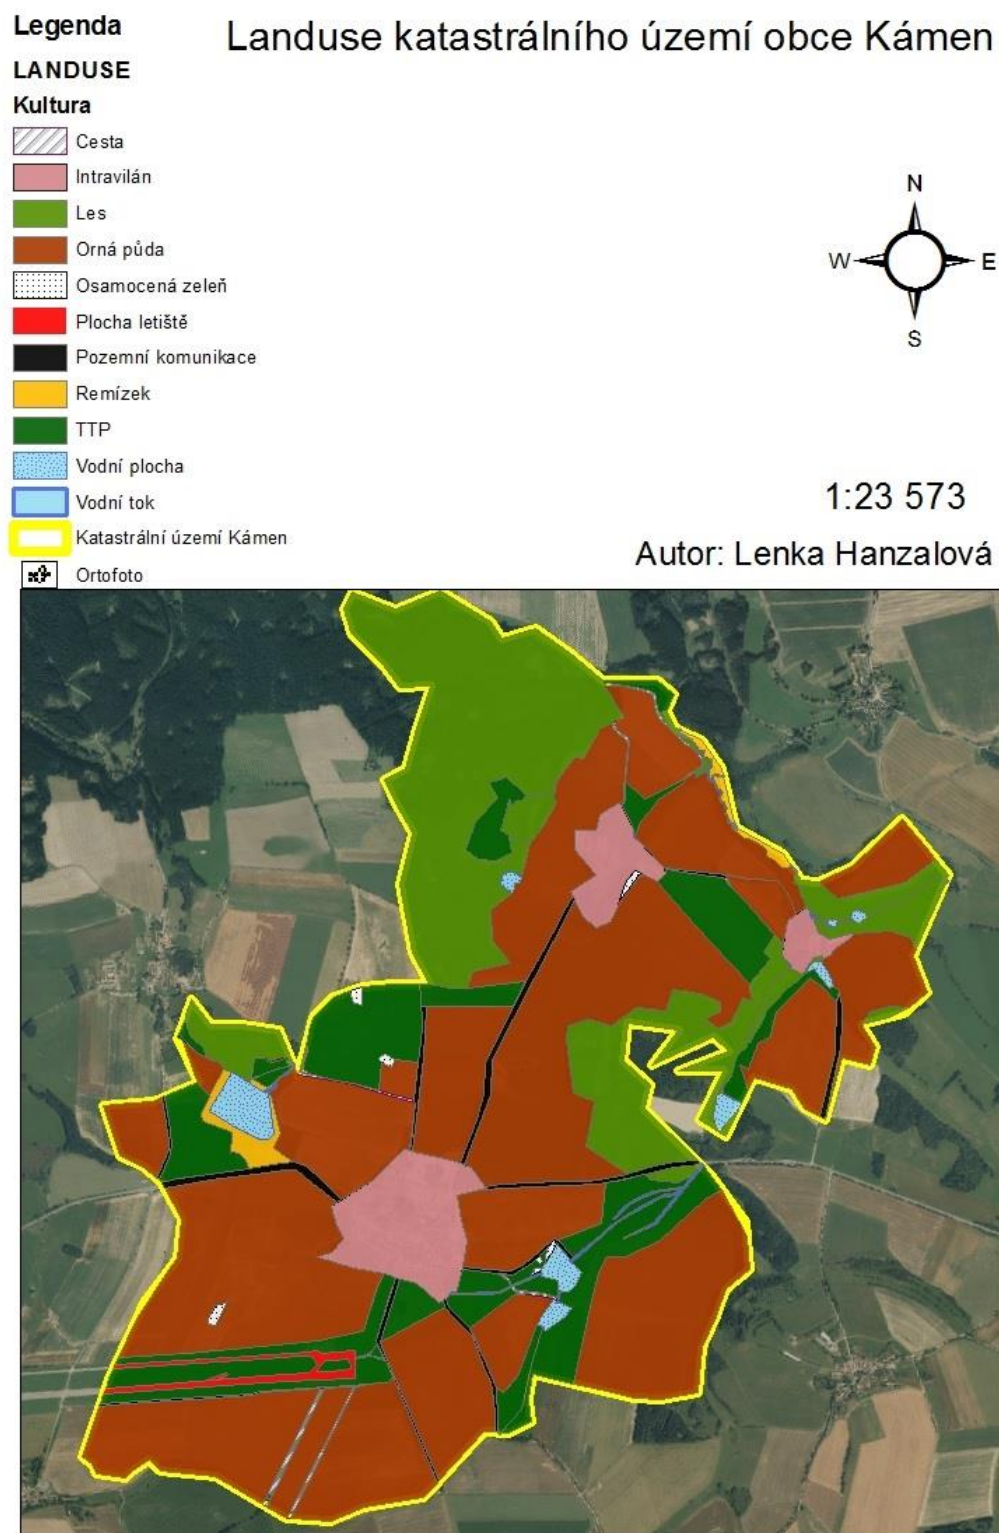 Legenda
Landuse katastrálního území obce Kámen
LANDUSE
Kultura
Cesta
Intravilán
Les
Orná půda
Osamocená zeleň
Plocha letiště
Pozemní komunikace
Remízek
TTP
Vodní plocha
Vodní tok
Katastrální území Kámen
Ortofoto
N
W
E
S
1:23 573
Autor: Lenka Hanzalová